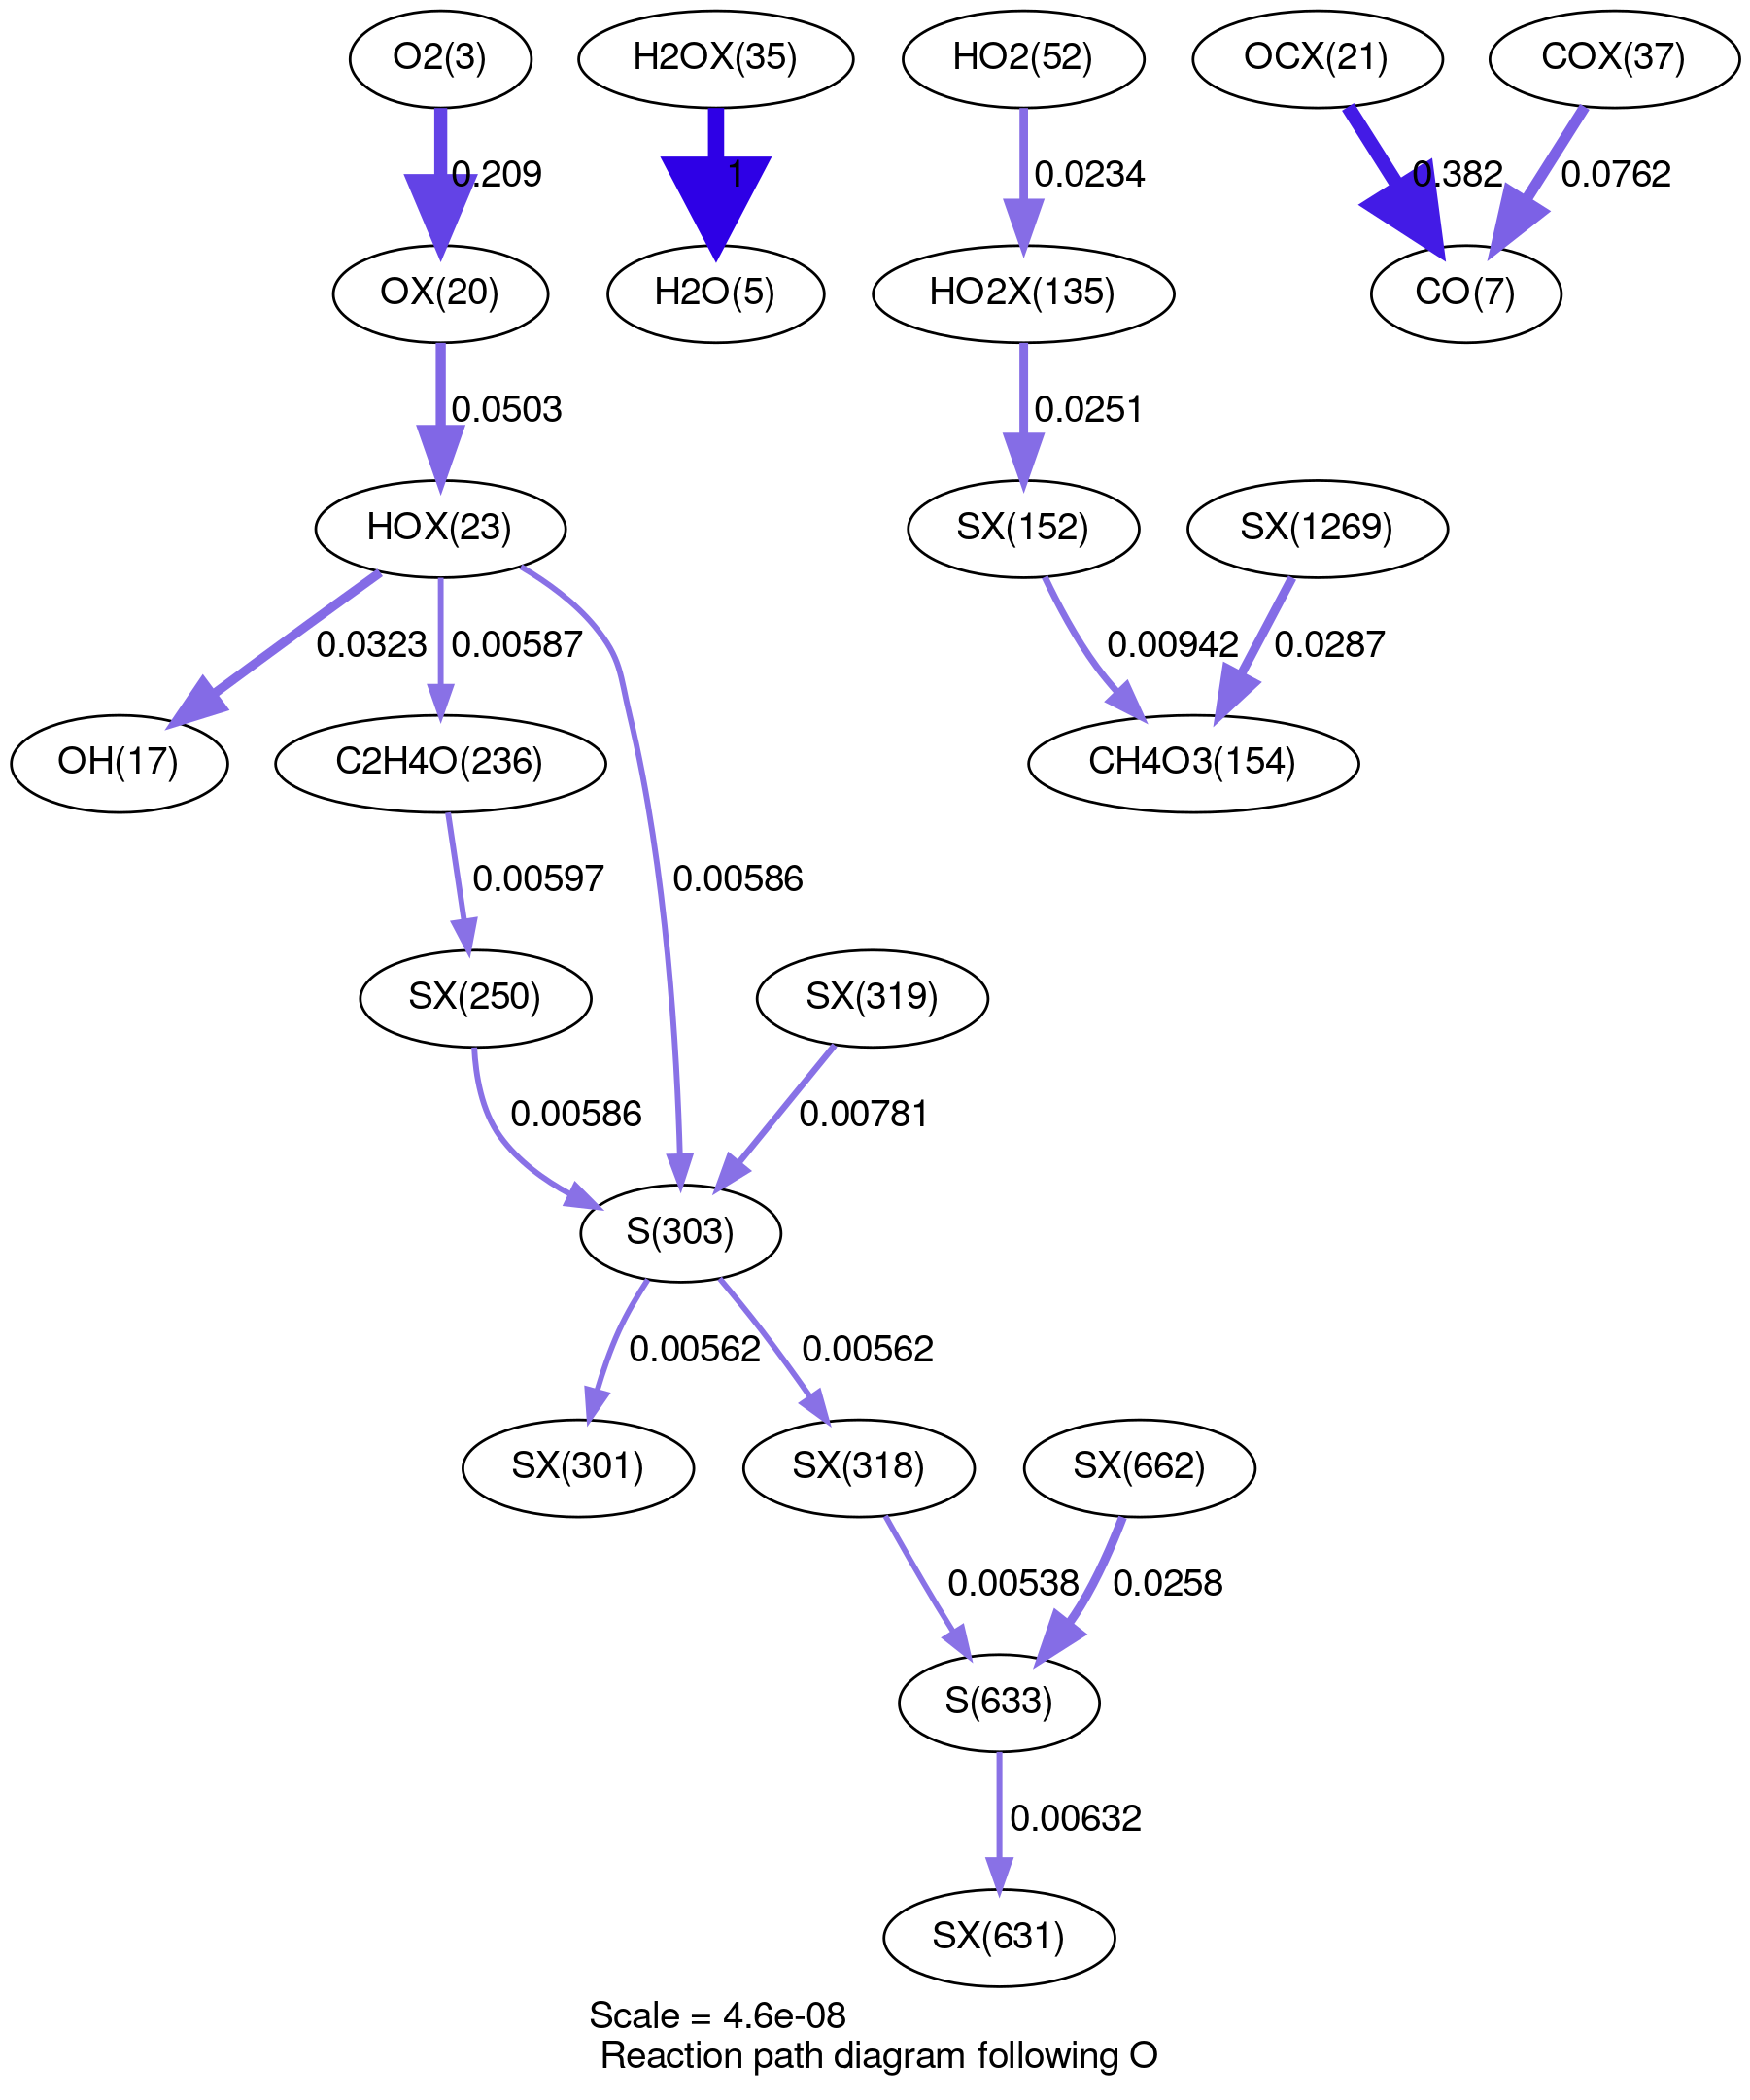 O2(3)
H2OX(35)
HO2(52)
OCX(21)
COX(37)
0.209
1
0.0234
0.382
0.0762
OX(20)
H2O(5)
HO2X(135)
CO(7)
0.0503
0.0251
HOX(23)
SX(152)
SX(1269)
0.0323
0.00587
0.00942
0.0287
OH(17)
C2H4O(236)
CH4O3(154)
0.00597
0.00586
SX(250)
SX(319)
0.00586
0.00781
S(303)
0.00562
0.00562
SX(301)
SX(318)
SX(662)
0.00538
0.0258
S(633)
0.00632
SX(631)
Scale = 4.6e-08
Reaction path diagram following O